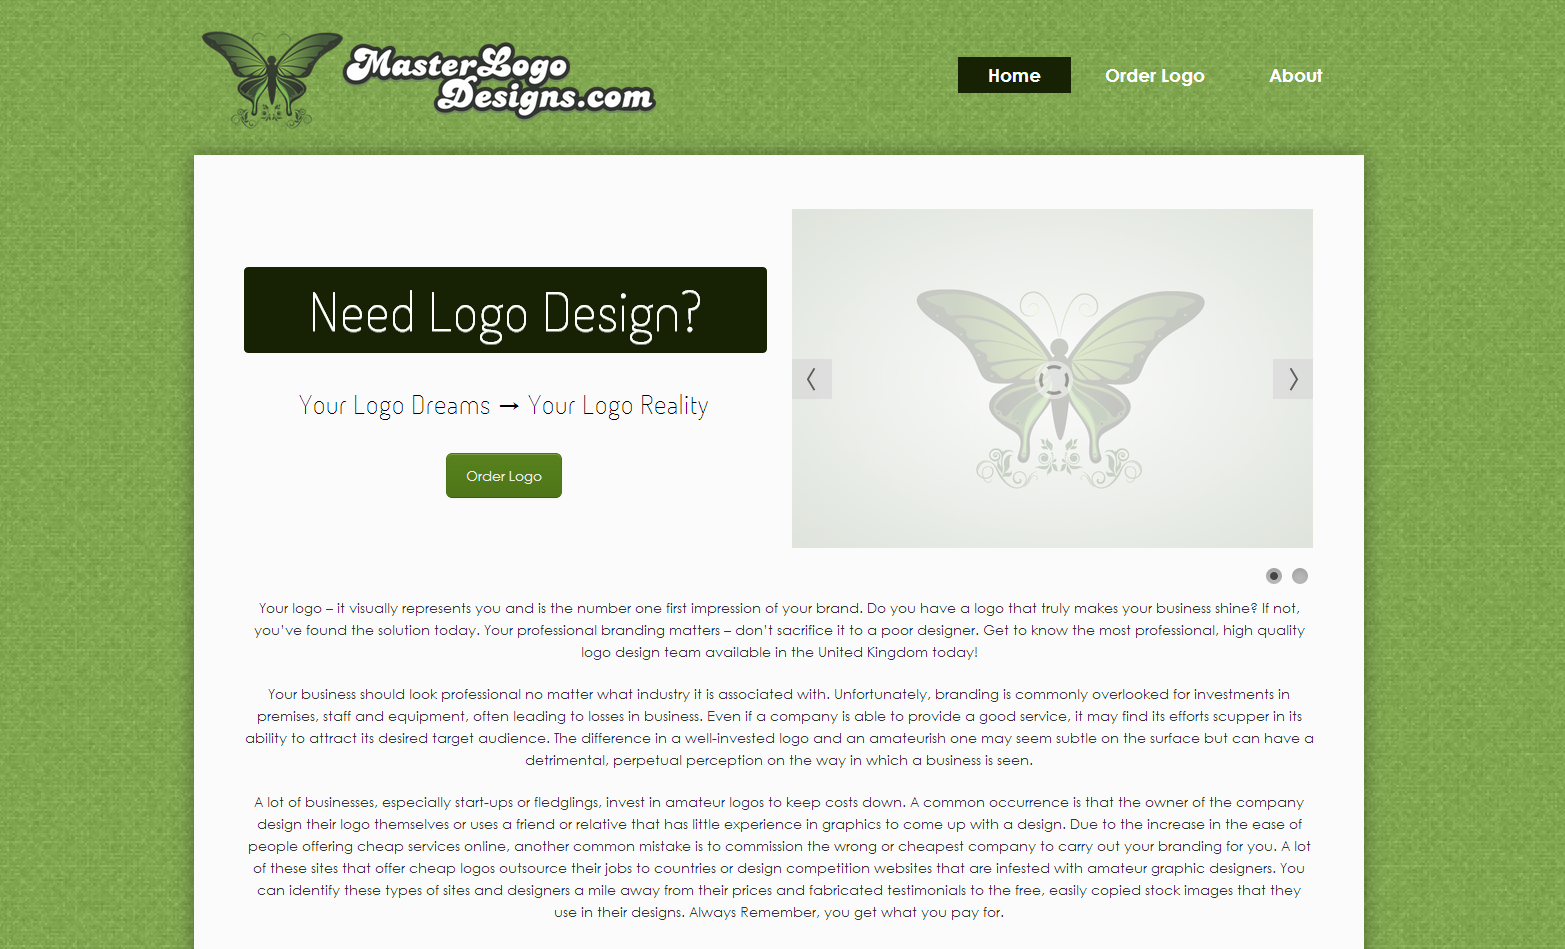 MasterLogo
Designs.com
Home
Order Logo
About
Need Logo Design?
Your Logo Dreams → Your Logo Reality
Order Logo
Your logo – it visually represents you and is the number one first impression of your brand. Do you have a logo that truly makes your business shine? If not,
you’ve found the solution today. Your professional branding matters – don’t sacrifice it to a poor designer. Get to know the most professional, high quality
logo design team available in the United Kingdom today!
Your business should look professional no matter what industry it is associated with. Unfortunately, branding is commonly overlooked for investments in
premises, staff and equipment, often leading to losses in business. Even if a company is able to provide a good service, it may find its efforts scupper in its
ability to attract its desired target audience. The difference in a well-invested logo and an amateurish one may seem subtle on the surface but can have a
detrimental, perpetual perception on the way in which a business is seen.
A lot of businesses, especially start-ups or fledglings, invest in amateur logos to keep costs down. A common occurrence is that the owner of the company
design their logo themselves or uses a friend or relative that has little experience in graphics to come up with a design. Due to the increase in the ease of
people offering cheap services online, another common mistake is to commission the wrong or cheapest company to carry out your branding for you. A lot
of these sites that offer cheap logos outsource their jobs to countries or design competition websites that are infested with amateur graphic designers. You
can identify these types of sites and designers a mile away from their prices and fabricated testimonials to the free, easily copied stock images that they
use in their designs. Always Remember, you get what you pay for.